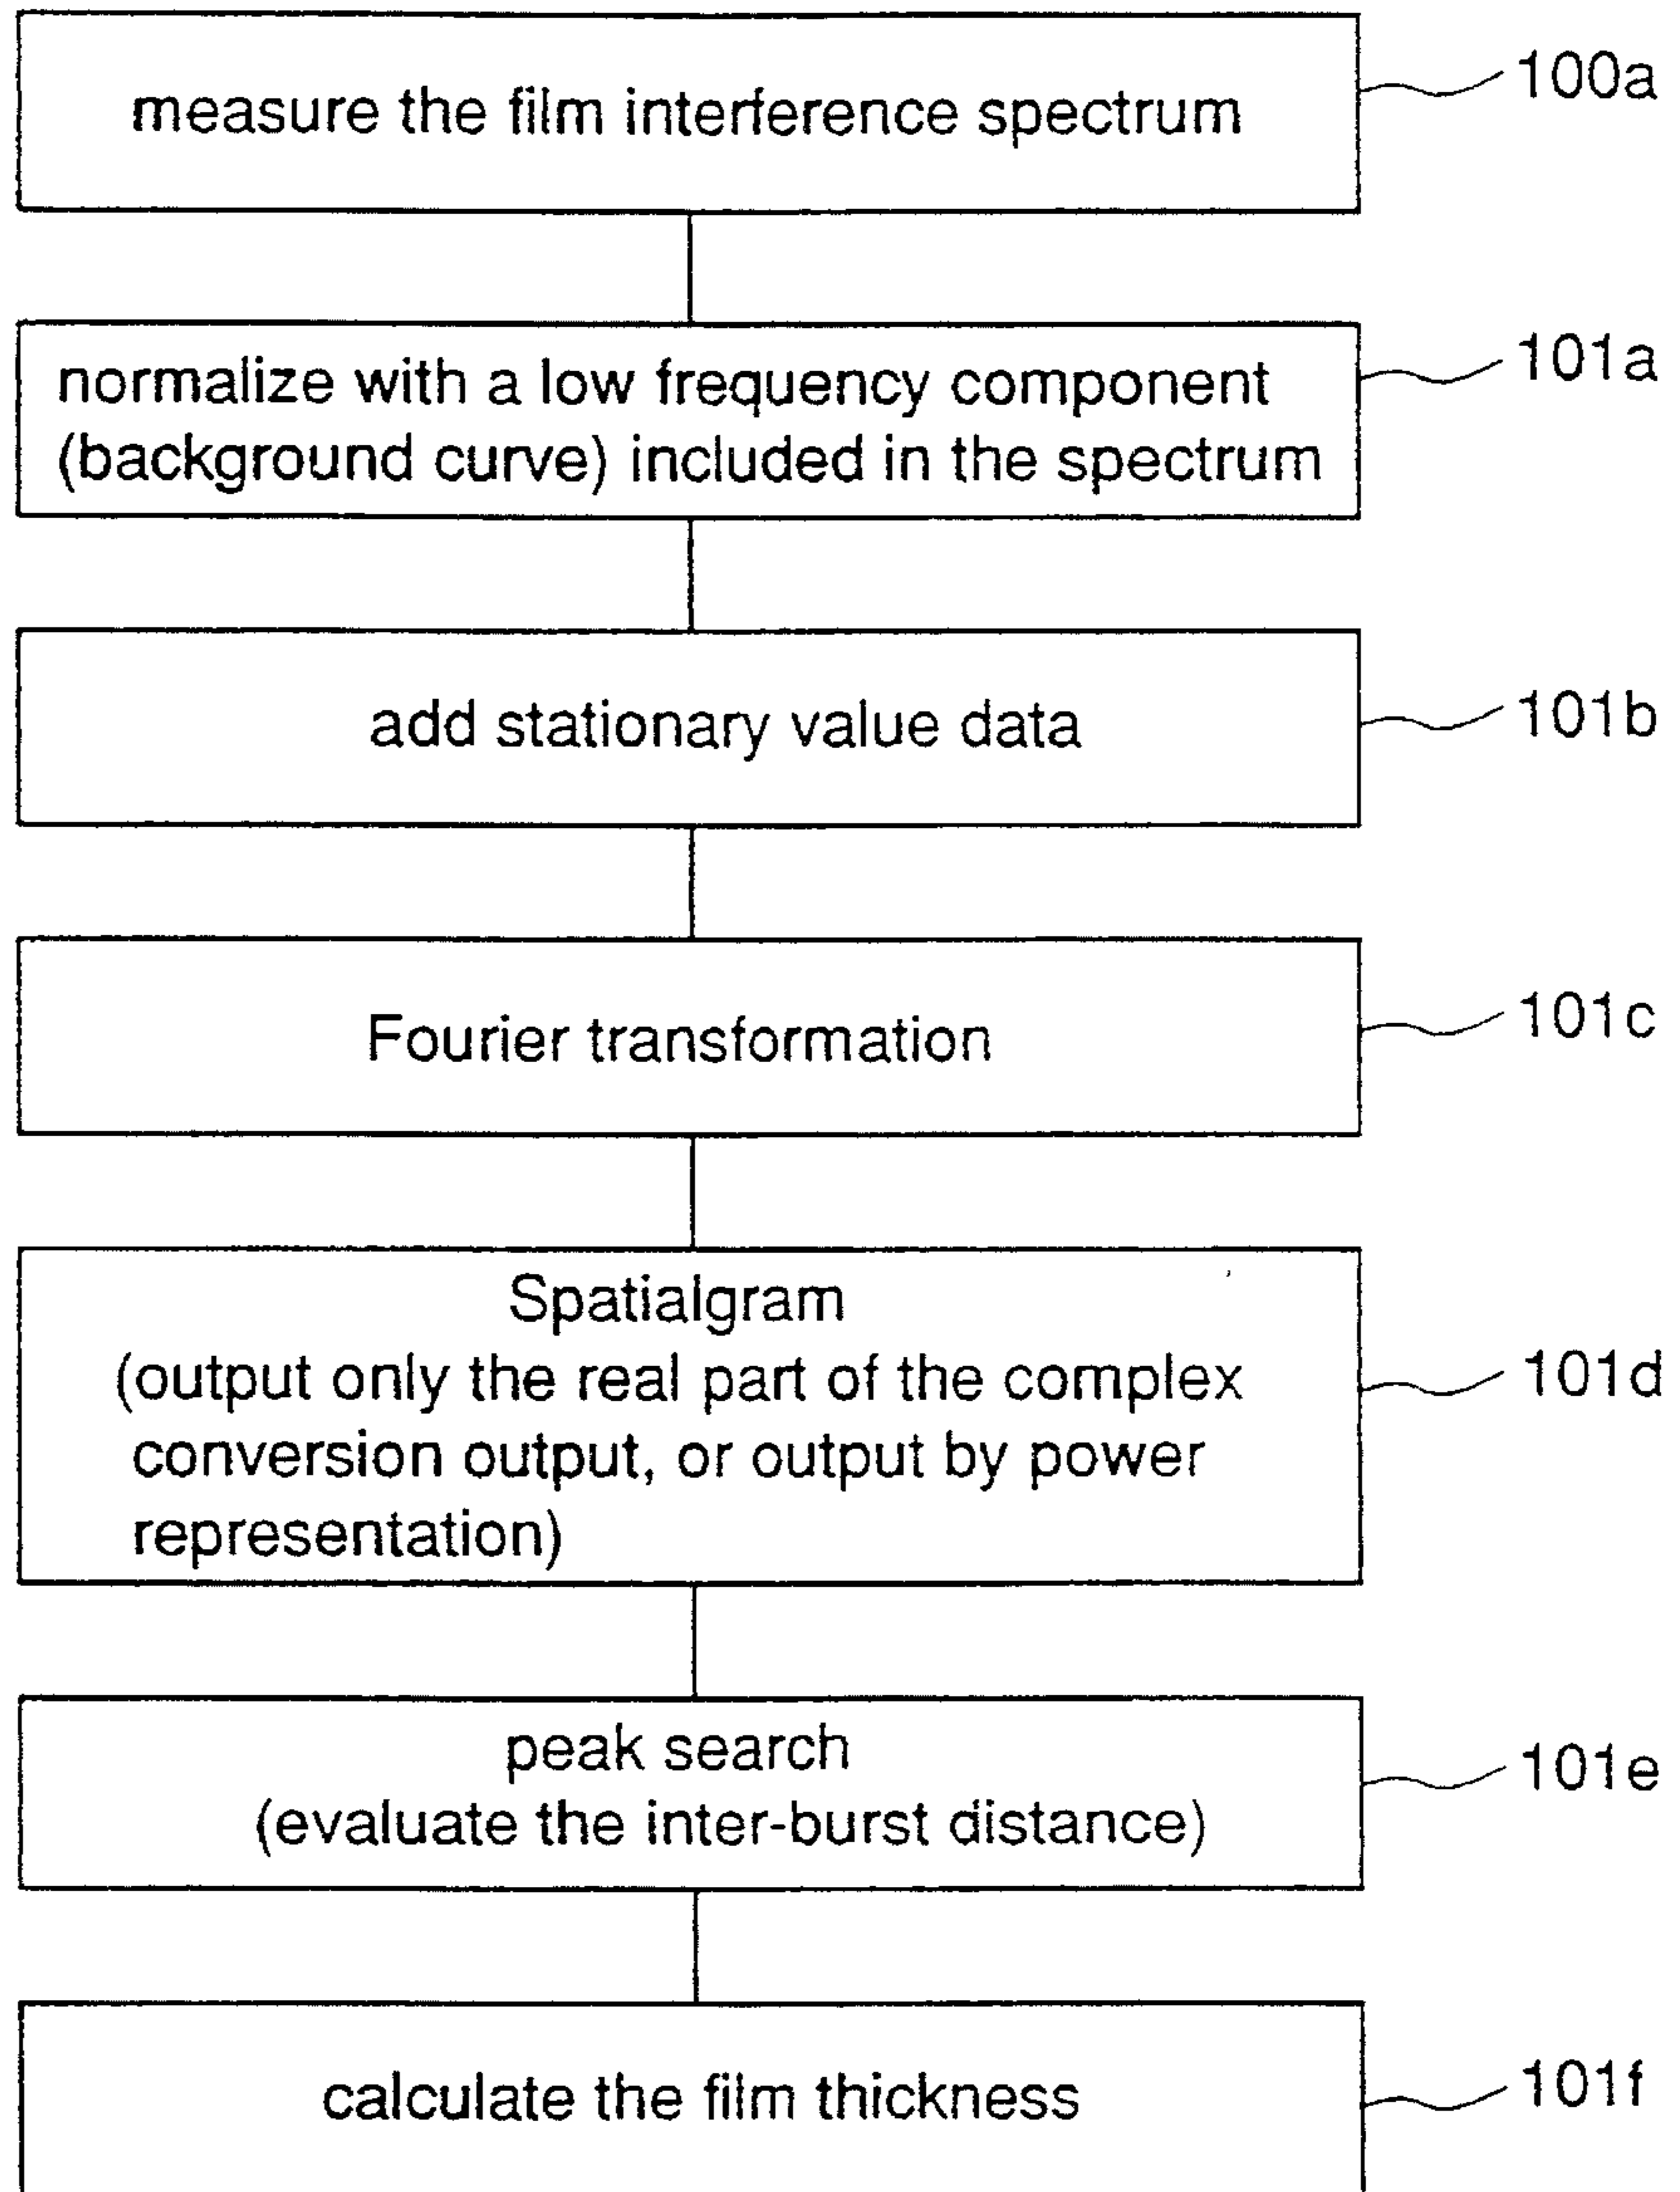 measure the film interference spectrum
100a
normalize with a low frequency component
(background curve) included in the spectrum
101a
add stationary value data
101b
Fourier transformation
101c
Spatialgram
(output only the real part of the complex
conversion output, or output by power
representation)
101d
peak search
(evaluate the inter-burst distance)
101e
calculate the film thickness
101f